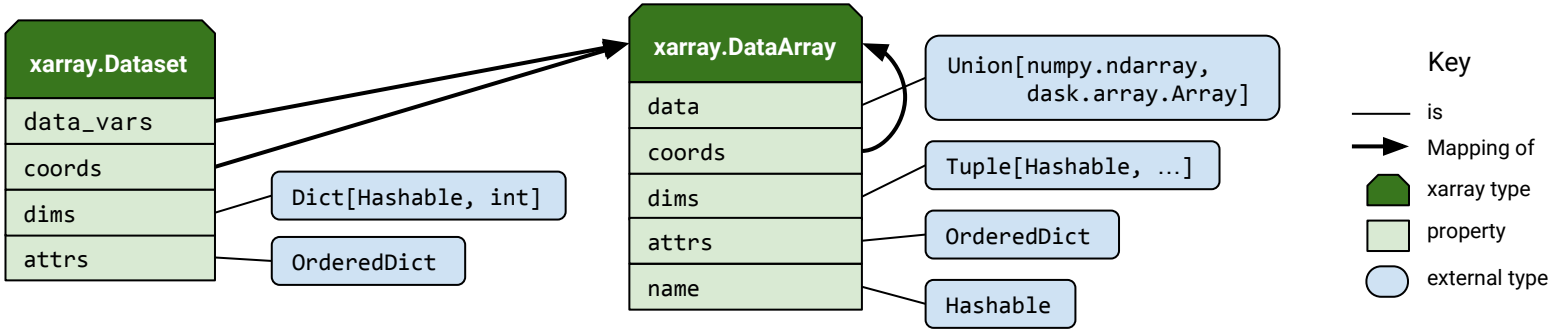 xarray.Dataset
data_vars
coords
dims
attrs
Dict[Hashable, int]
OrderedDict
xarray.DataArray
data
coords
dims
attrs
name
Union[numpy.ndarray,
dask.array.Array]
Tuple[Hashable, …]
OrderedDict
Hashable
Key
is
Mapping of
xarray type
property
external type